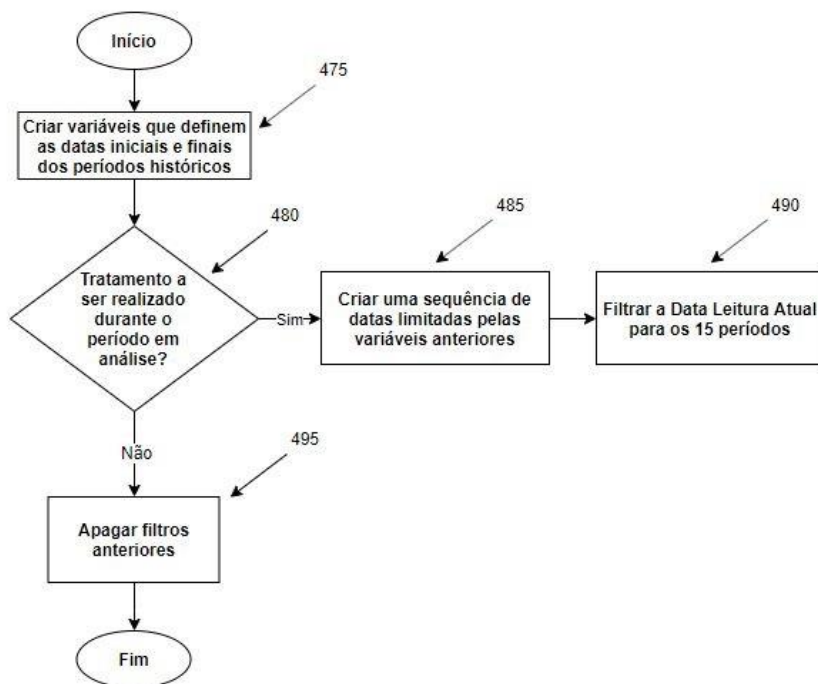 Início
475
Criar variáveis que definem
as datas iniciais e finais
dos períodos históricos
480
Tratamento a
ser realizado
durante o
período em
análise?
Sim
485
Criar uma sequência de
datas limitadas pelas
variáveis anteriores
490
Filtrar a Data Leitura Atual
para os 15 períodos
Não
495
Apagar filtros
anteriores
Fim